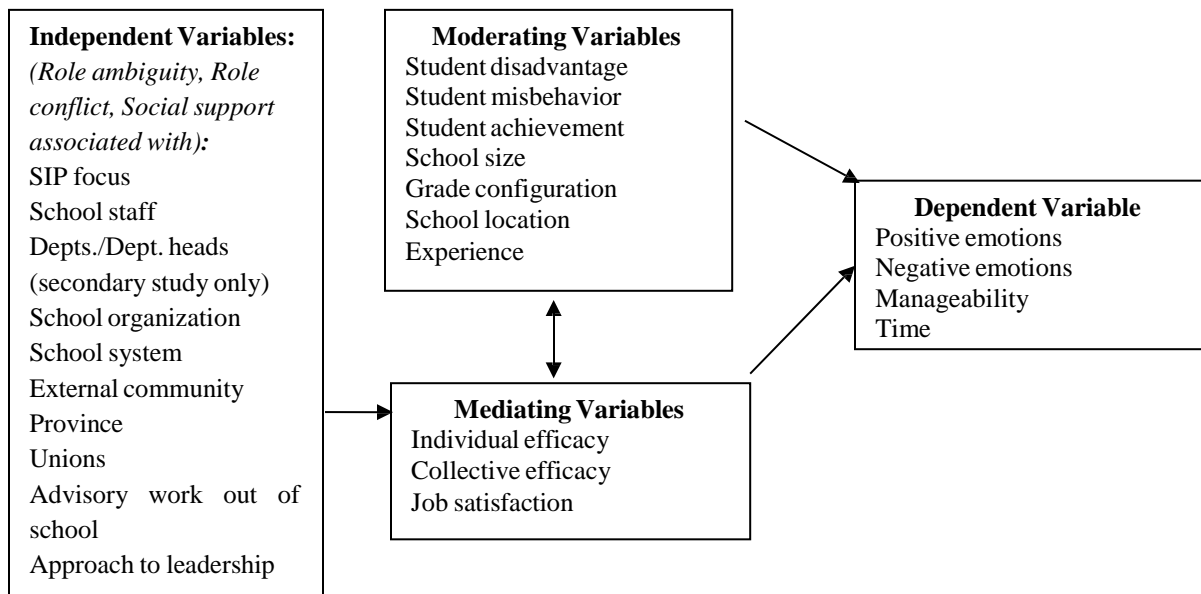 Independent Variables:
(Role ambiguity, Role
conflict, Social support
associated with):
SIP focus
School staff
Depts./Dept. heads
(secondary study only)
School organization
School system
External community
Province
Unions
Advisory work out of
school
Approach to leadership
Moderating Variables
Student disadvantage
Student misbehavior
Student achievement
School size
Grade configuration
School location
Experience
Mediating Variables
Individual efficacy
Collective efficacy
Job satisfaction
Dependent Variable
Positive emotions
Negative emotions
Manageability
Time